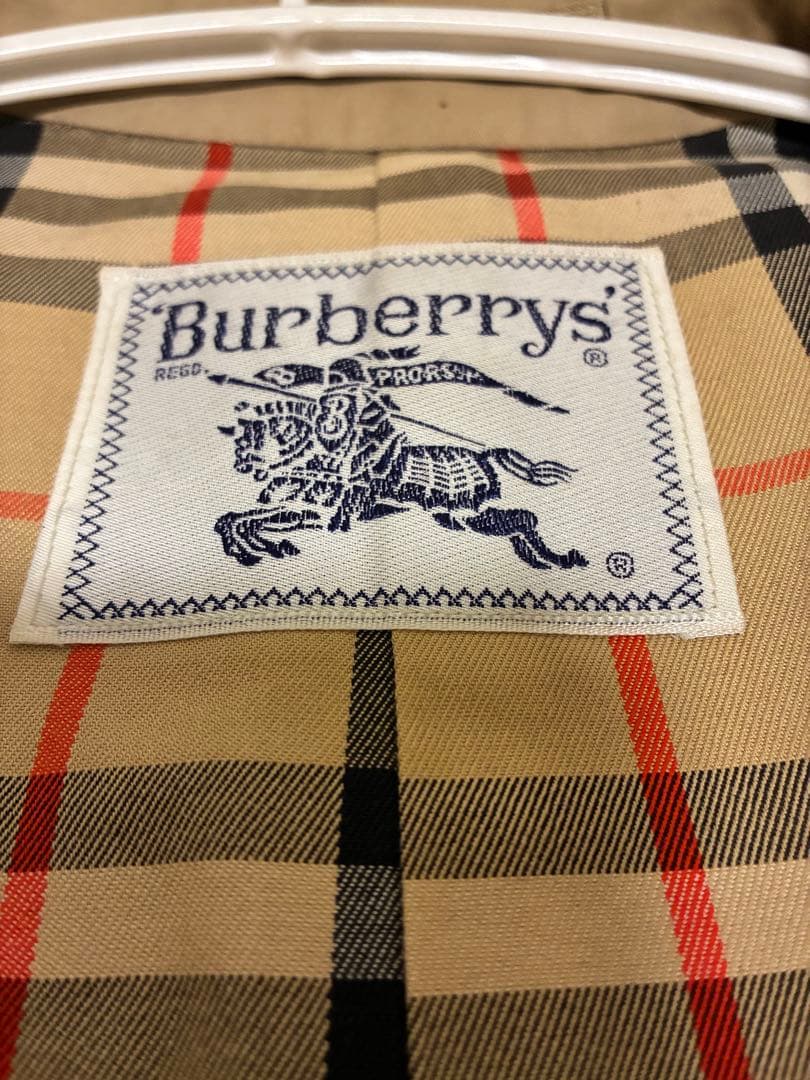 'Burberrys'
®
REGD.
B PRORSUM
®